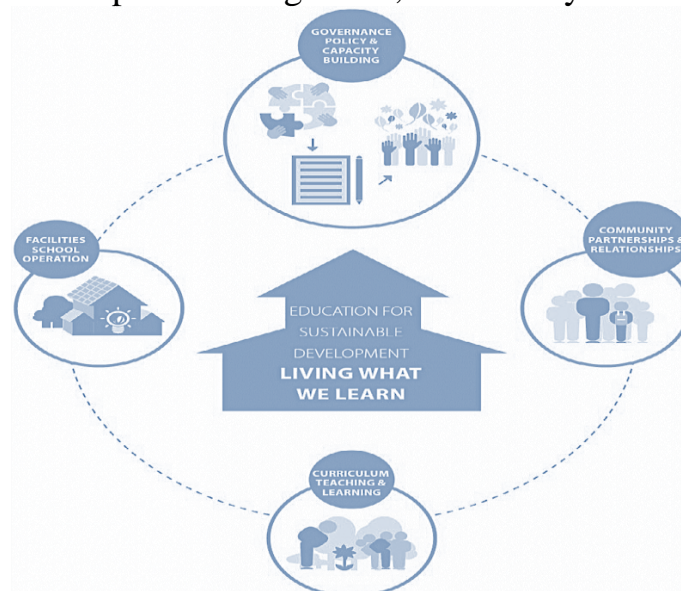 GOVERNANCE
POLICY &
CAPACITY
BUILDING
FACILITIES
SCHOOL
OPERATION
COMMUNITY
PARTNERSHIPS &
RELATIONSHIPS
EDUCATION FOR
SUSTAINABLE
DEVELOPMENT
LIVING WHAT
WE LEARN
CURRICULUM
TEACHING &
LEARNING